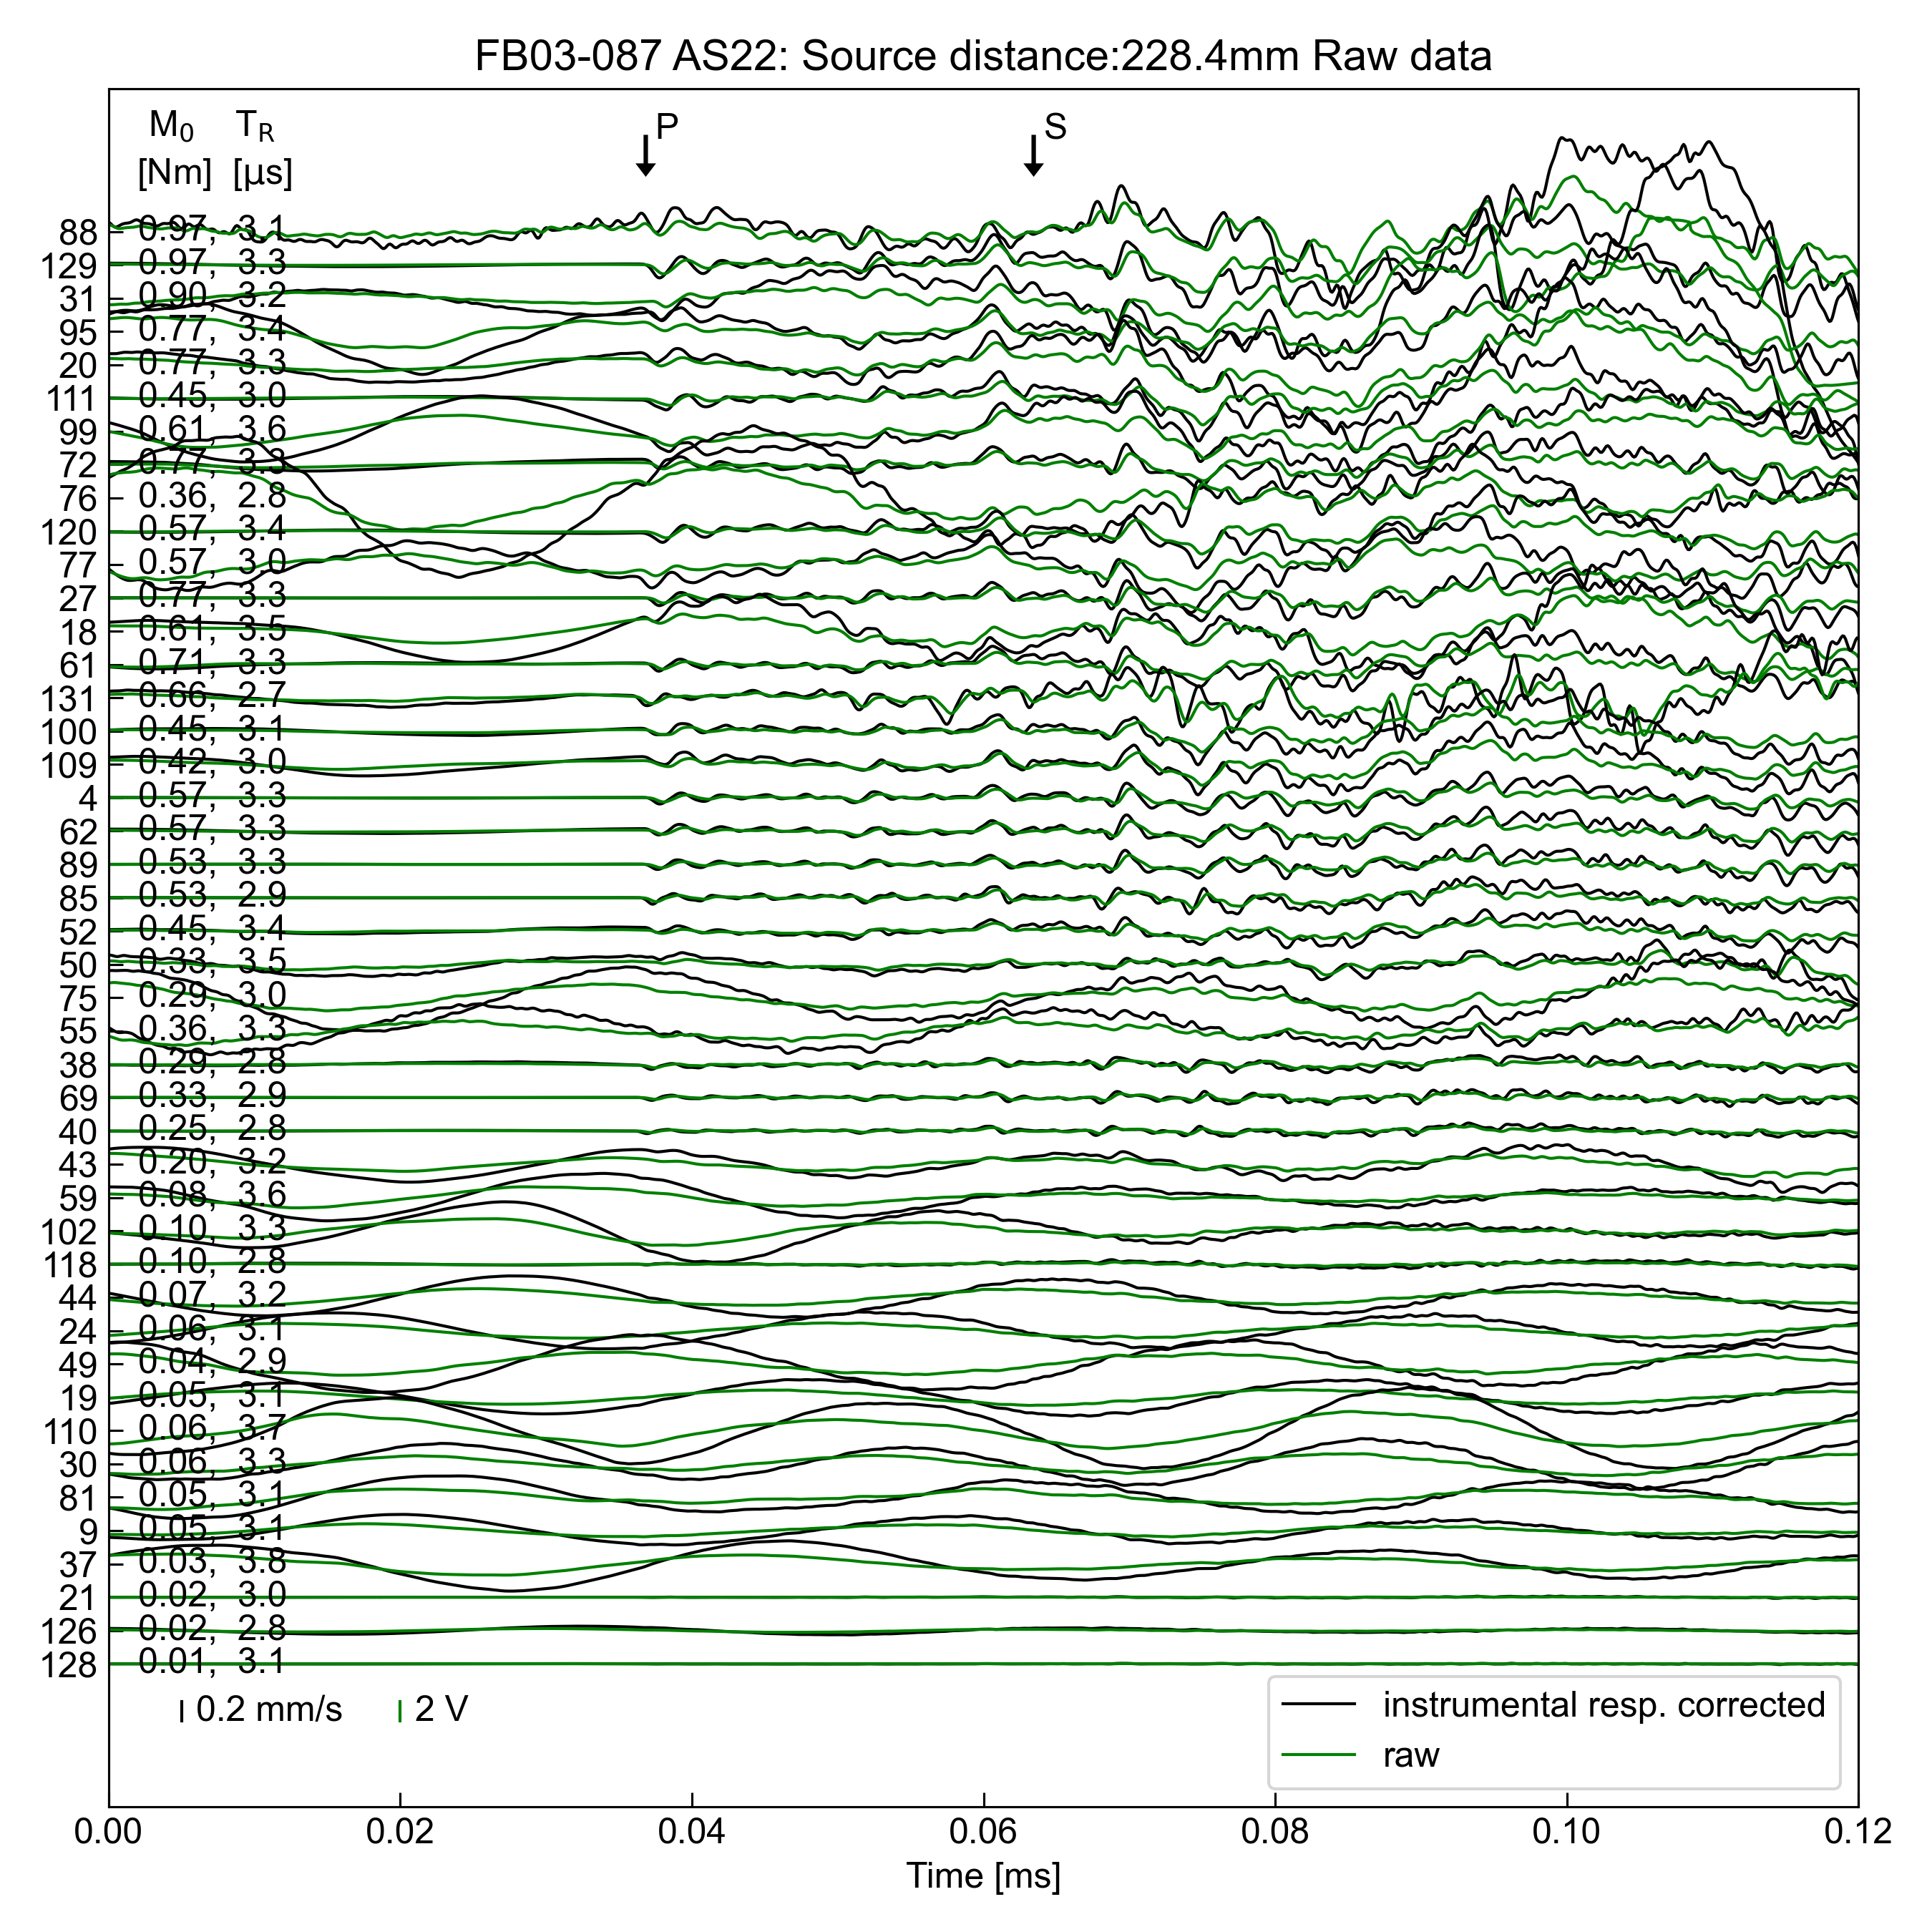 FB03-087 AS22: Source distance:228.4mm Raw data
M0 TR
[Nm] [μs]
P
S
88 0.97, 3.1
129 0.97, 3.3
31 0.90, 3.2
95 0.77, 3.4
20 0.77, 3.3
111 0.45, 3.0
99 0.61, 3.6
72 0.77, 3.3
76 0.36, 2.8
120 0.57, 3.4
77 0.57, 3.0
27 0.77, 3.3
18 0.61, 3.5
61 0.71, 3.3
131 0.66, 2.7
100 0.45, 3.1
109 0.42, 3.0
4 0.57, 3.3
62 0.57, 3.3
89 0.53, 3.3
85 0.53, 2.9
52 0.45, 3.4
50 0.33, 3.5
75 0.29, 3.0
55 0.36, 3.3
38 0.29, 2.8
69 0.33, 2.9
40 0.25, 2.8
43 0.20, 3.2
59 0.08, 3.6
102 0.10, 3.3
118 0.10, 2.8
44 0.07, 3.2
24 0.06, 3.1
49 0.04, 2.9
19 0.05, 3.1
110 0.06, 3.7
30 0.06, 3.3
81 0.05, 3.1
9 0.05, 3.1
37 0.03, 3.8
21 0.02, 3.0
126 0.02, 2.8
128 0.01, 3.1
0.2 mm/s 2 V
instrumental resp. corrected
raw
0.00 0.02 0.04 0.06 0.08 0.10 0.12
Time [ms]